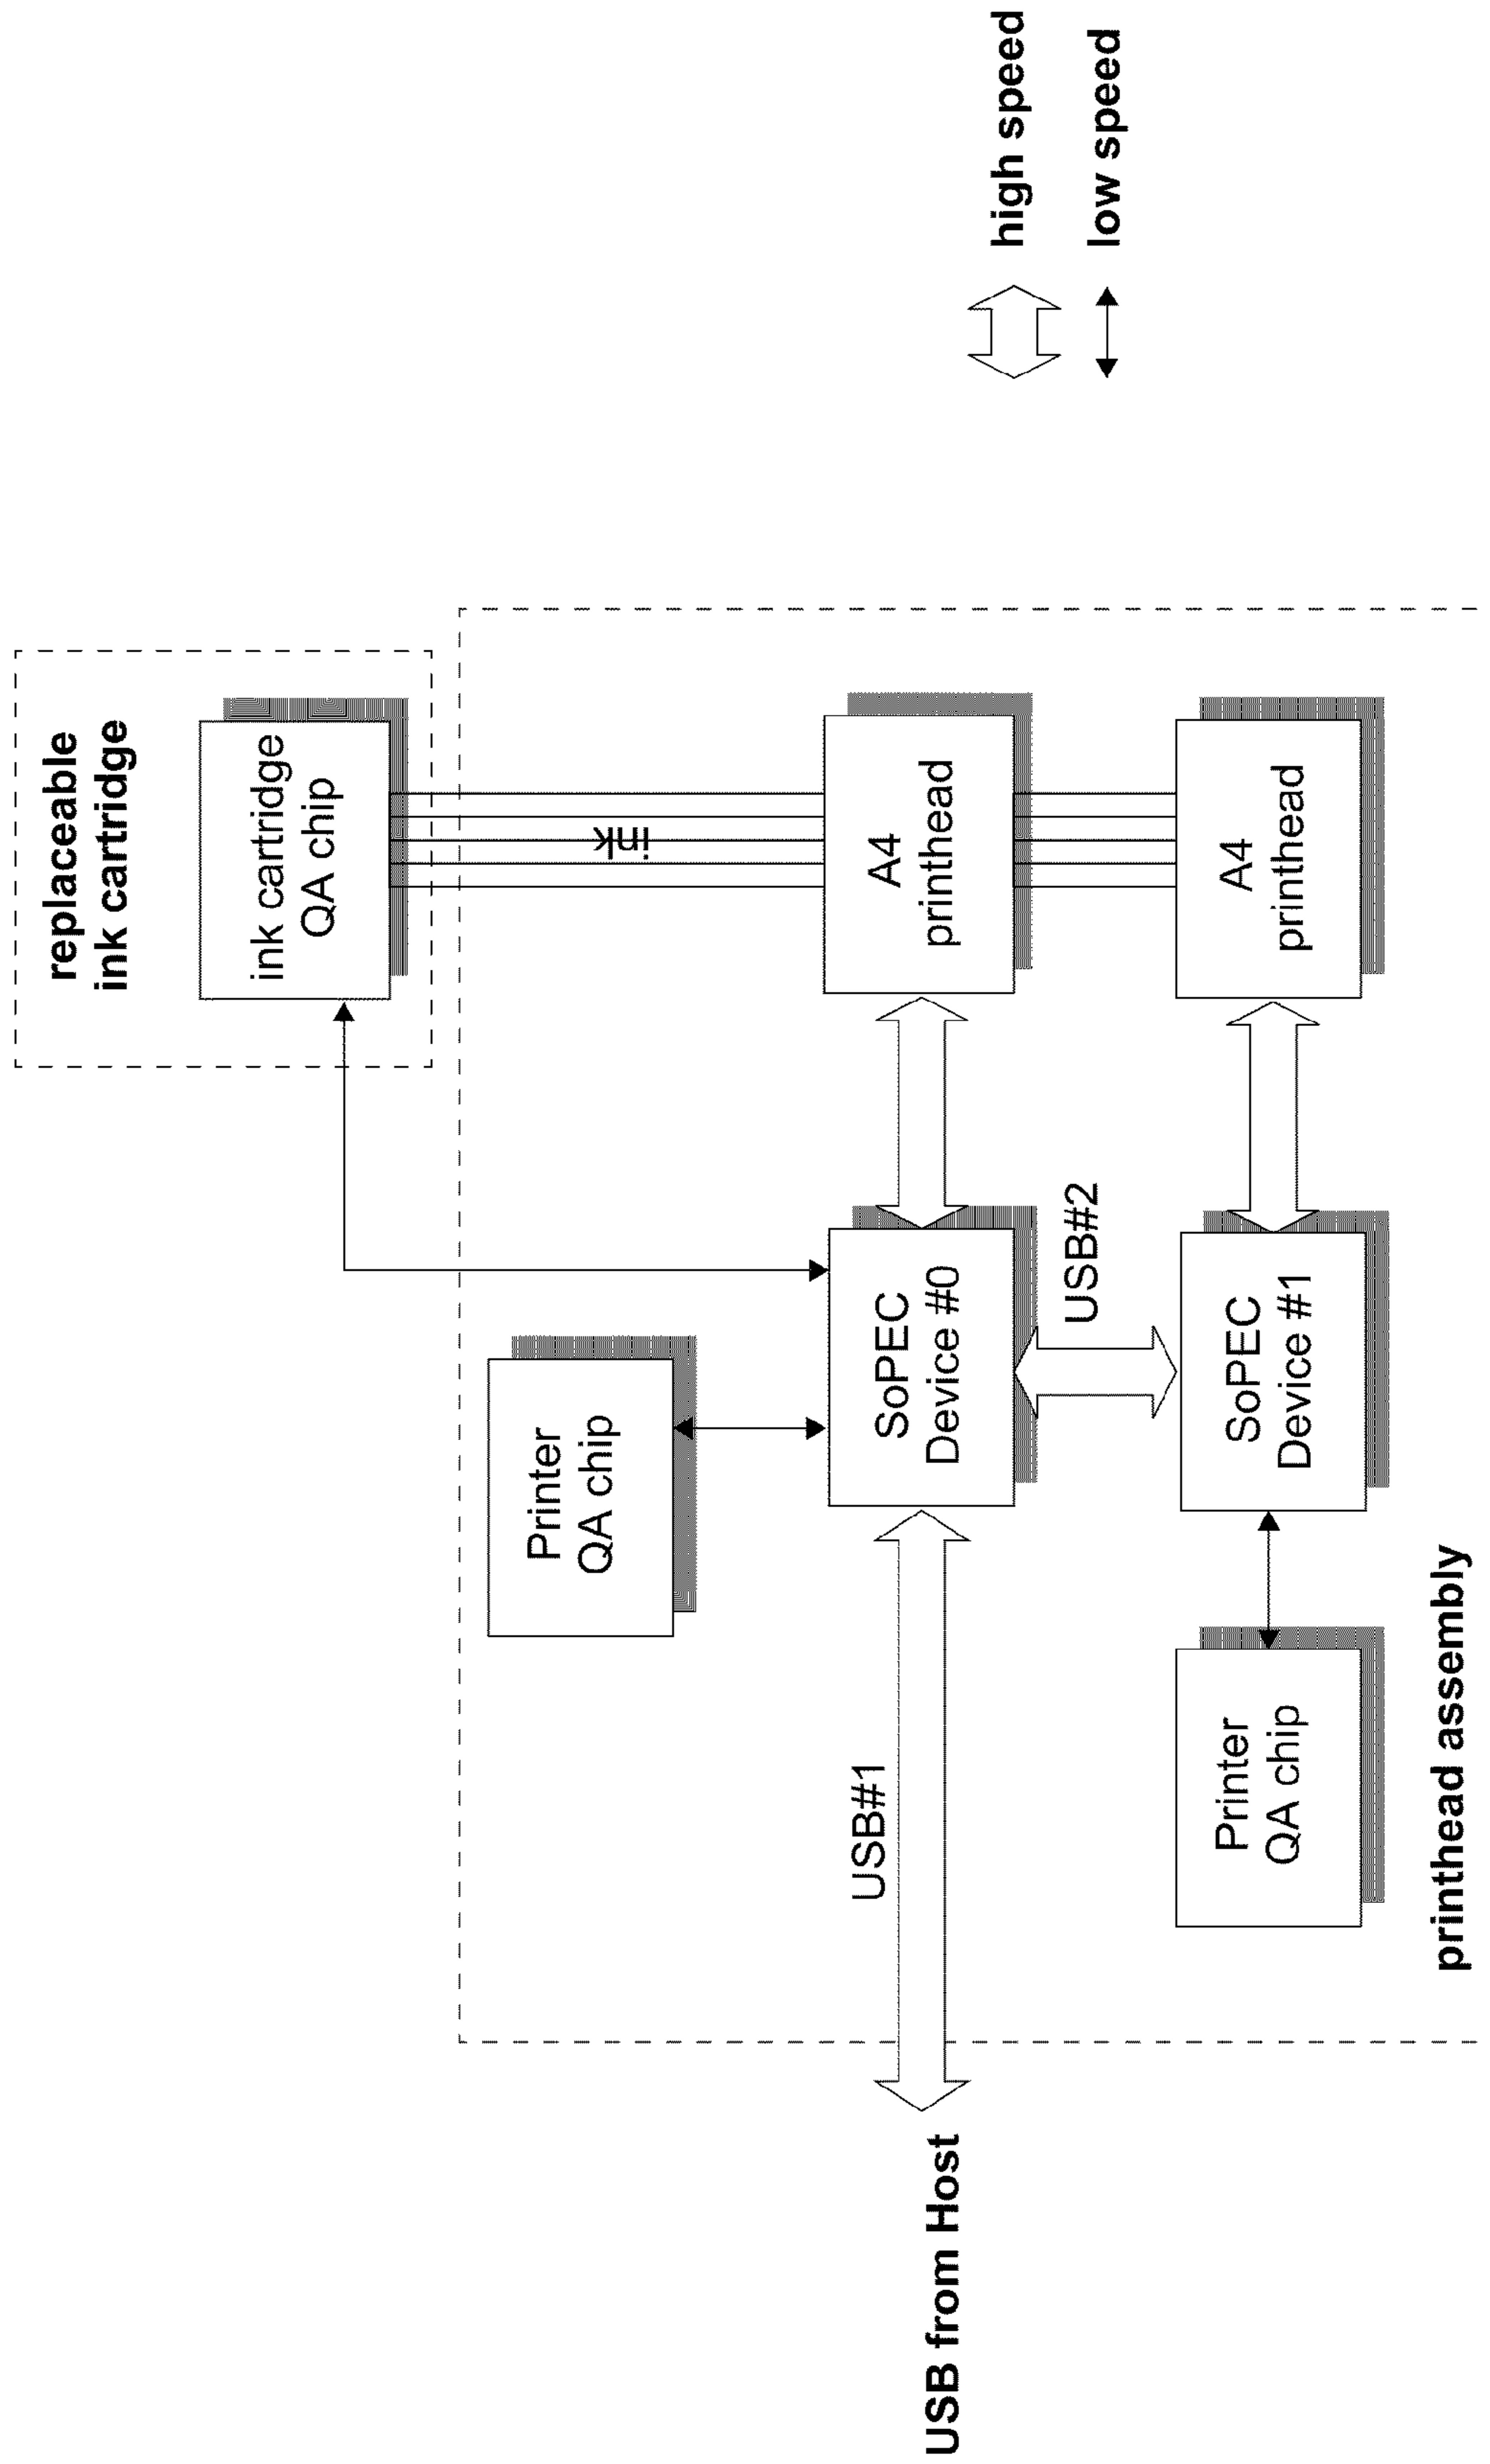 replaceable
ink cartridge
ink cartridge
QA chip
ink
Printer
QA chip
A4
printhead
SoPEC
Device #0
USB#1
USB from Host
USB#2
A4
printhead
SoPEC
Device #1
Printer
QA chip
printhead assembly
high speed
low speed